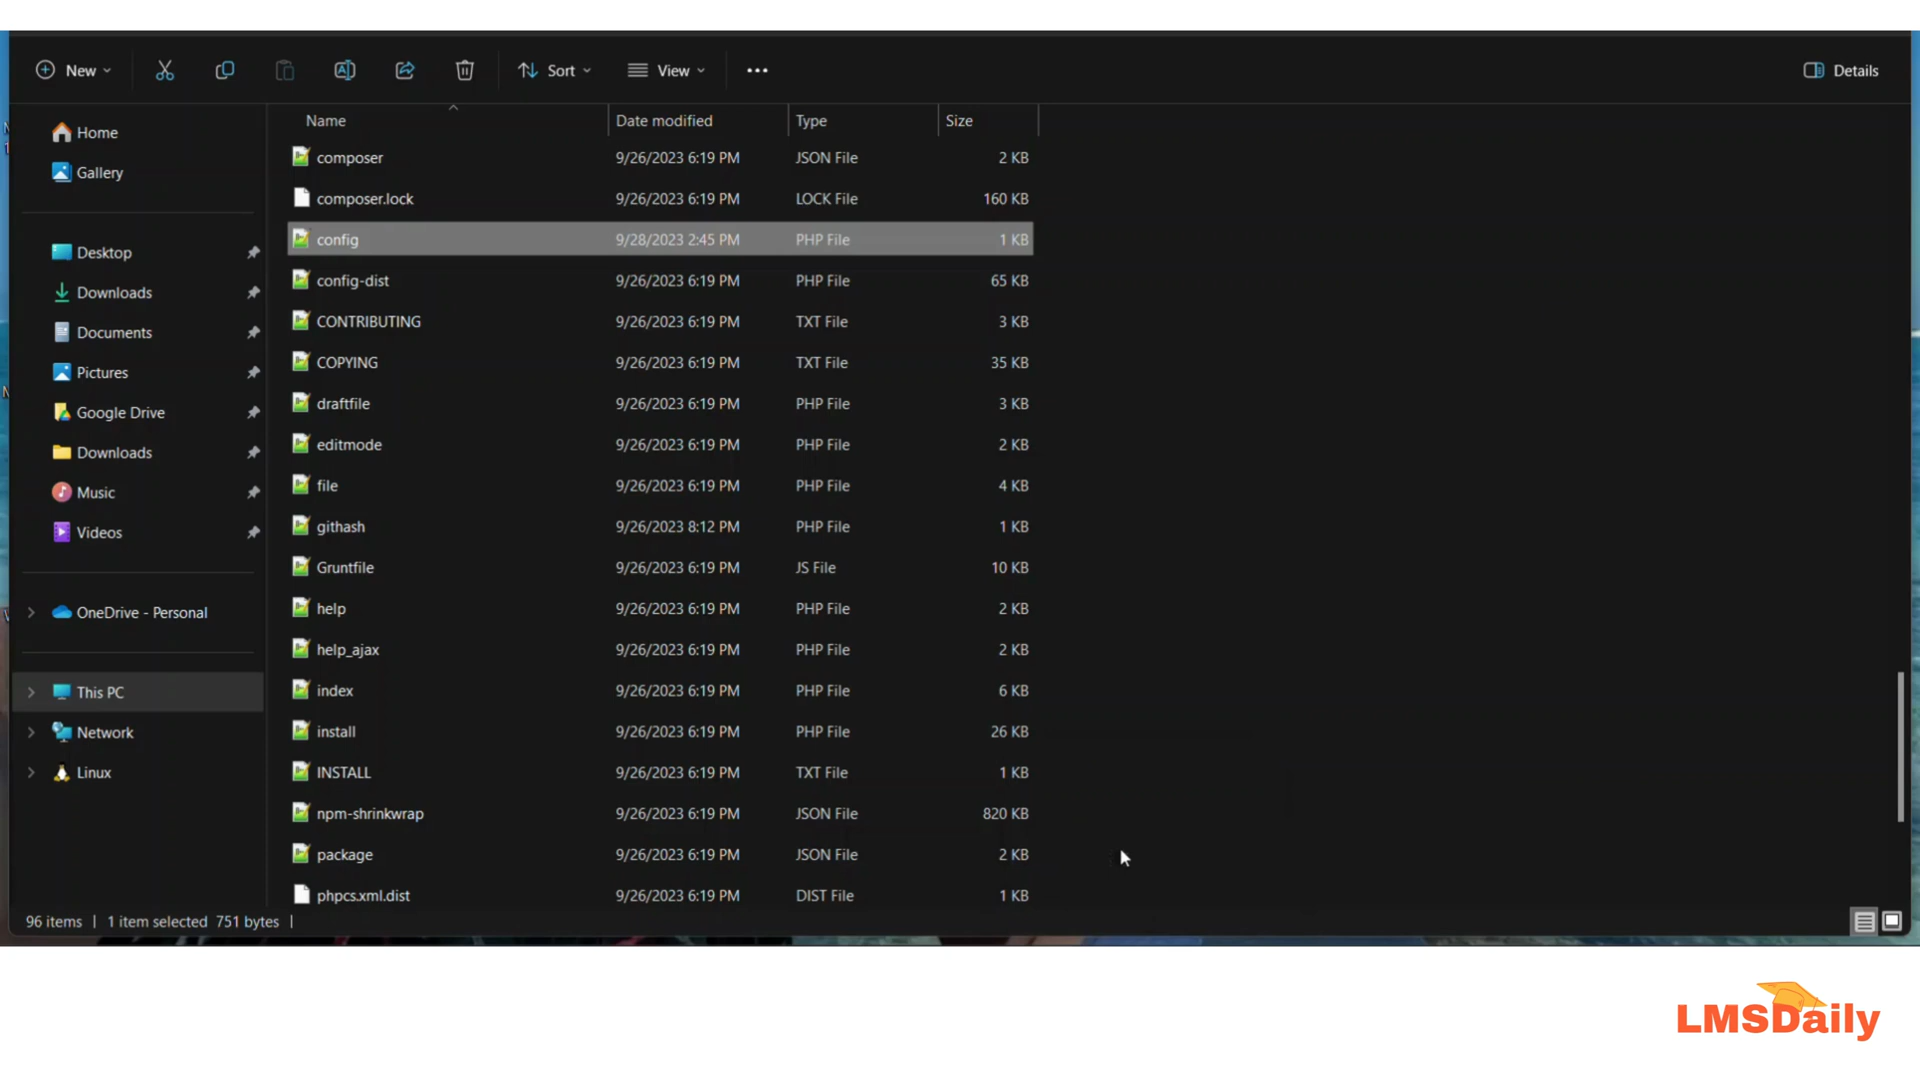 New Sort View ••• Details
Home
Gallery
Desktop
Downloads
Documents
Pictures
Google Drive
Downloads
Music
Videos
OneDrive - Personal
This PC
Network
Linux
Name Date modified Type Size
composer 9/26/2023 6:19 PM JSON File 2 KB
composer.lock 9/26/2023 6:19 PM LOCK File 160 KB
config 9/28/2023 2:45 PM PHP File 1 KB
config-dist 9/26/2023 6:19 PM PHP File 65 KB
CONTRIBUTING 9/26/2023 6:19 PM TXT File 3 KB
COPYING 9/26/2023 6:19 PM TXT File 35 KB
draftfile 9/26/2023 6:19 PM PHP File 3 KB
editmode 9/26/2023 6:19 PM PHP File 2 KB
file 9/26/2023 6:19 PM PHP File 4 KB
githash 9/26/2023 8:12 PM PHP File 1 KB
Gruntfile 9/26/2023 6:19 PM JS File 10 KB
help 9/26/2023 6:19 PM PHP File 2 KB
help_ajax 9/26/2023 6:19 PM PHP File 2 KB
index 9/26/2023 6:19 PM PHP File 6 KB
install 9/26/2023 6:19 PM PHP File 26 KB
INSTALL 9/26/2023 6:19 PM TXT File 1 KB
npm-shrinkwrap 9/26/2023 6:19 PM JSON File 820 KB
package 9/26/2023 6:19 PM JSON File 2 KB
phpcs.xml.dist 9/26/2023 6:19 PM DIST File 1 KB
96 items | 1 item selected 751 bytes |
LMSDaily